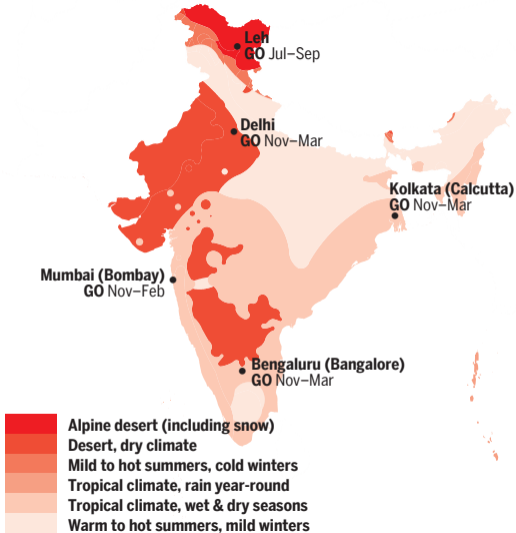 Leh
GO Jul–Sep
Delhi
GO Nov–Mar
Kolkata (Calcutta)
GO Nov–Mar
Mumbai (Bombay)
GO Nov–Feb
Bengaluru (Bangalore)
GO Nov–Mar
Alpine desert (including snow)
Desert, dry climate
Mild to hot summers, cold winters
Tropical climate, rain year-round
Tropical climate, wet & dry seasons
Warm to hot summers, mild winters